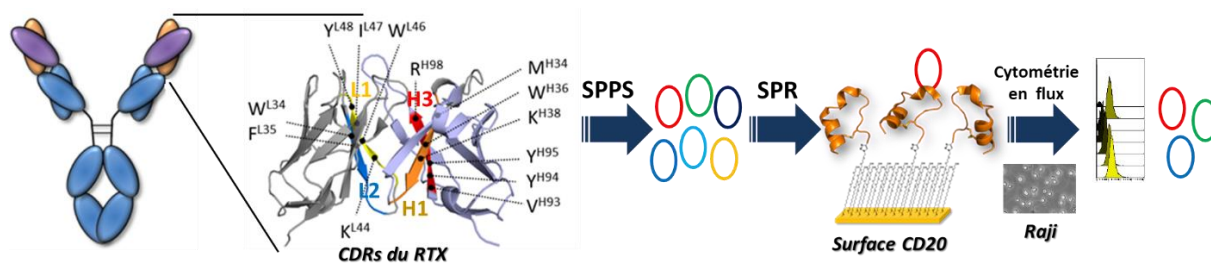 Y^L48 I^L47 W^L46
R^H98
M^H34
W^H36
K^H38
Y^H95
Y^H94
V^H93
W^L34
F^L35
K^L44
L1
H3
L2
H1
CDRs du RTX
SPPS
SPR
Surface CD20
Cytométrie
en flux
Raji